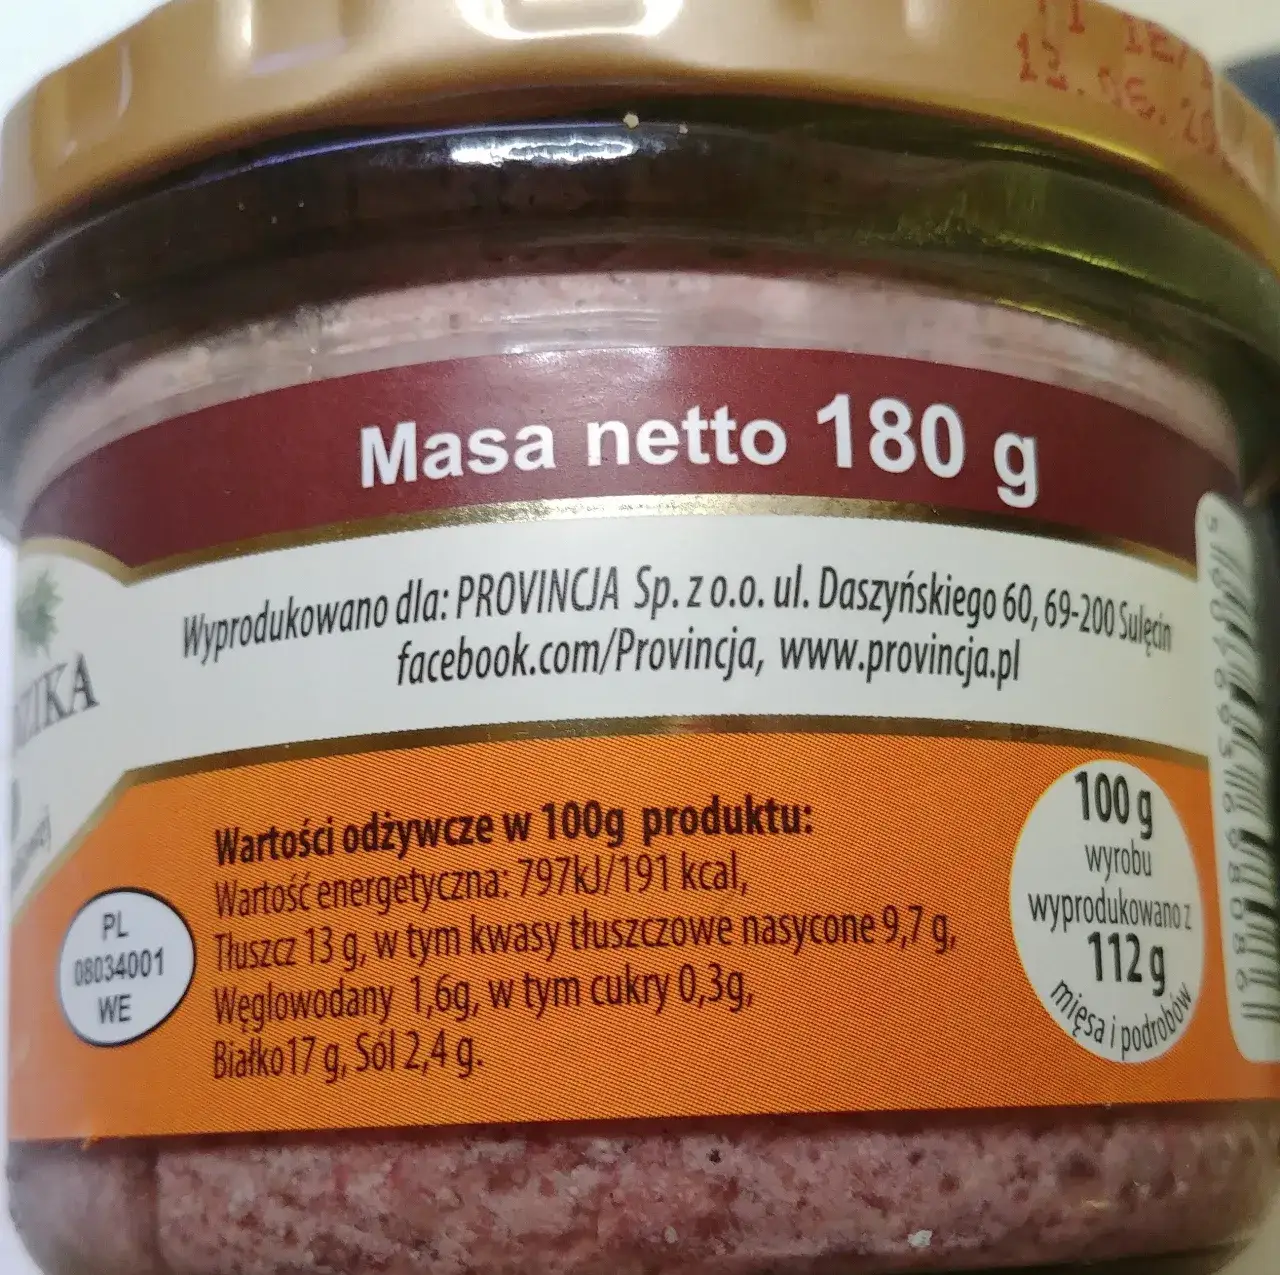 Masa netto 180 g
Wyprodukowano dla: PROVINCJA Sp. z o.o. ul. Daszyńskiego 60, 69-200 Sulęcin
facebook.com/Provincja, www.provincja.pl
Wartości odżywcze w 100g produktu:
Wartość energetyczna: 797kJ/191 kcal,
Tłuszcz 13 g, w tym kwasy tłuszczowe nasycone 9,7 g,
Węglowodany 1,6g, w tym cukry 0,3g,
Białko17 g, Sól 2,4 g.
PL
08034001
WE
100 g
wyrobu
wyprodukowano z
112 g
mięsa i podrobów